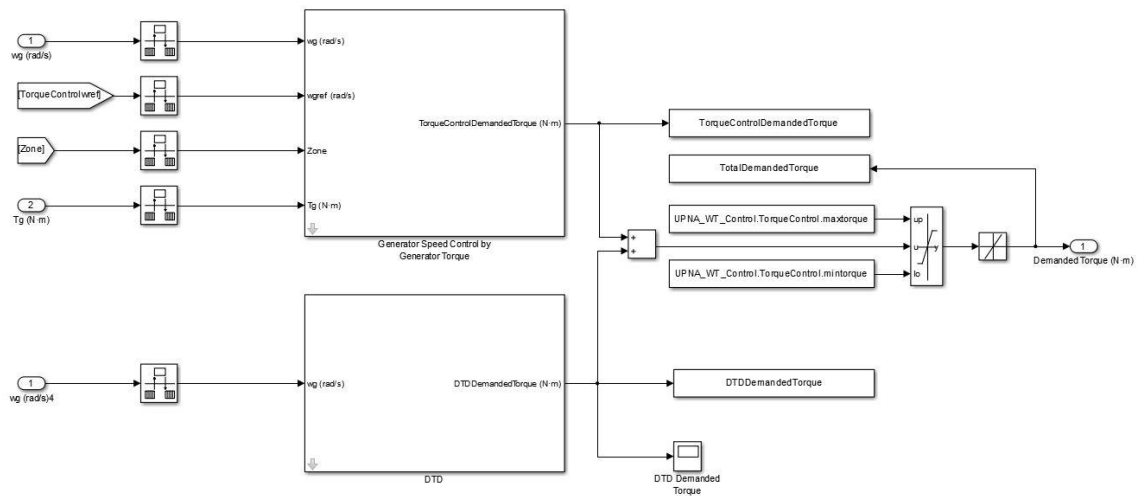 1
wg (rad/s)
[TorqueControlwref]
[Zone]
2
Tg (N·m)
wg (rad/s)
wgref (rad/s)
Zone
Tg (N·m)
TorqueControlDemandedTorque (N·m)
Generator Speed Control by
Generator Torque
TorqueControlDemandedTorque
TotalDemandedTorque
UPNA_WT_Control.TorqueControl.maxtorque
+
+
up
u
y
lo
UPNA_WT_Control.TorqueControl.mintorque
1
DemandedTorque (N·m)
1
wg (rad/s)4
wg (rad/s)
DTDDemandedTorque (N·m)
DTD
DTDDemandedTorque
DTD Demanded
Torque